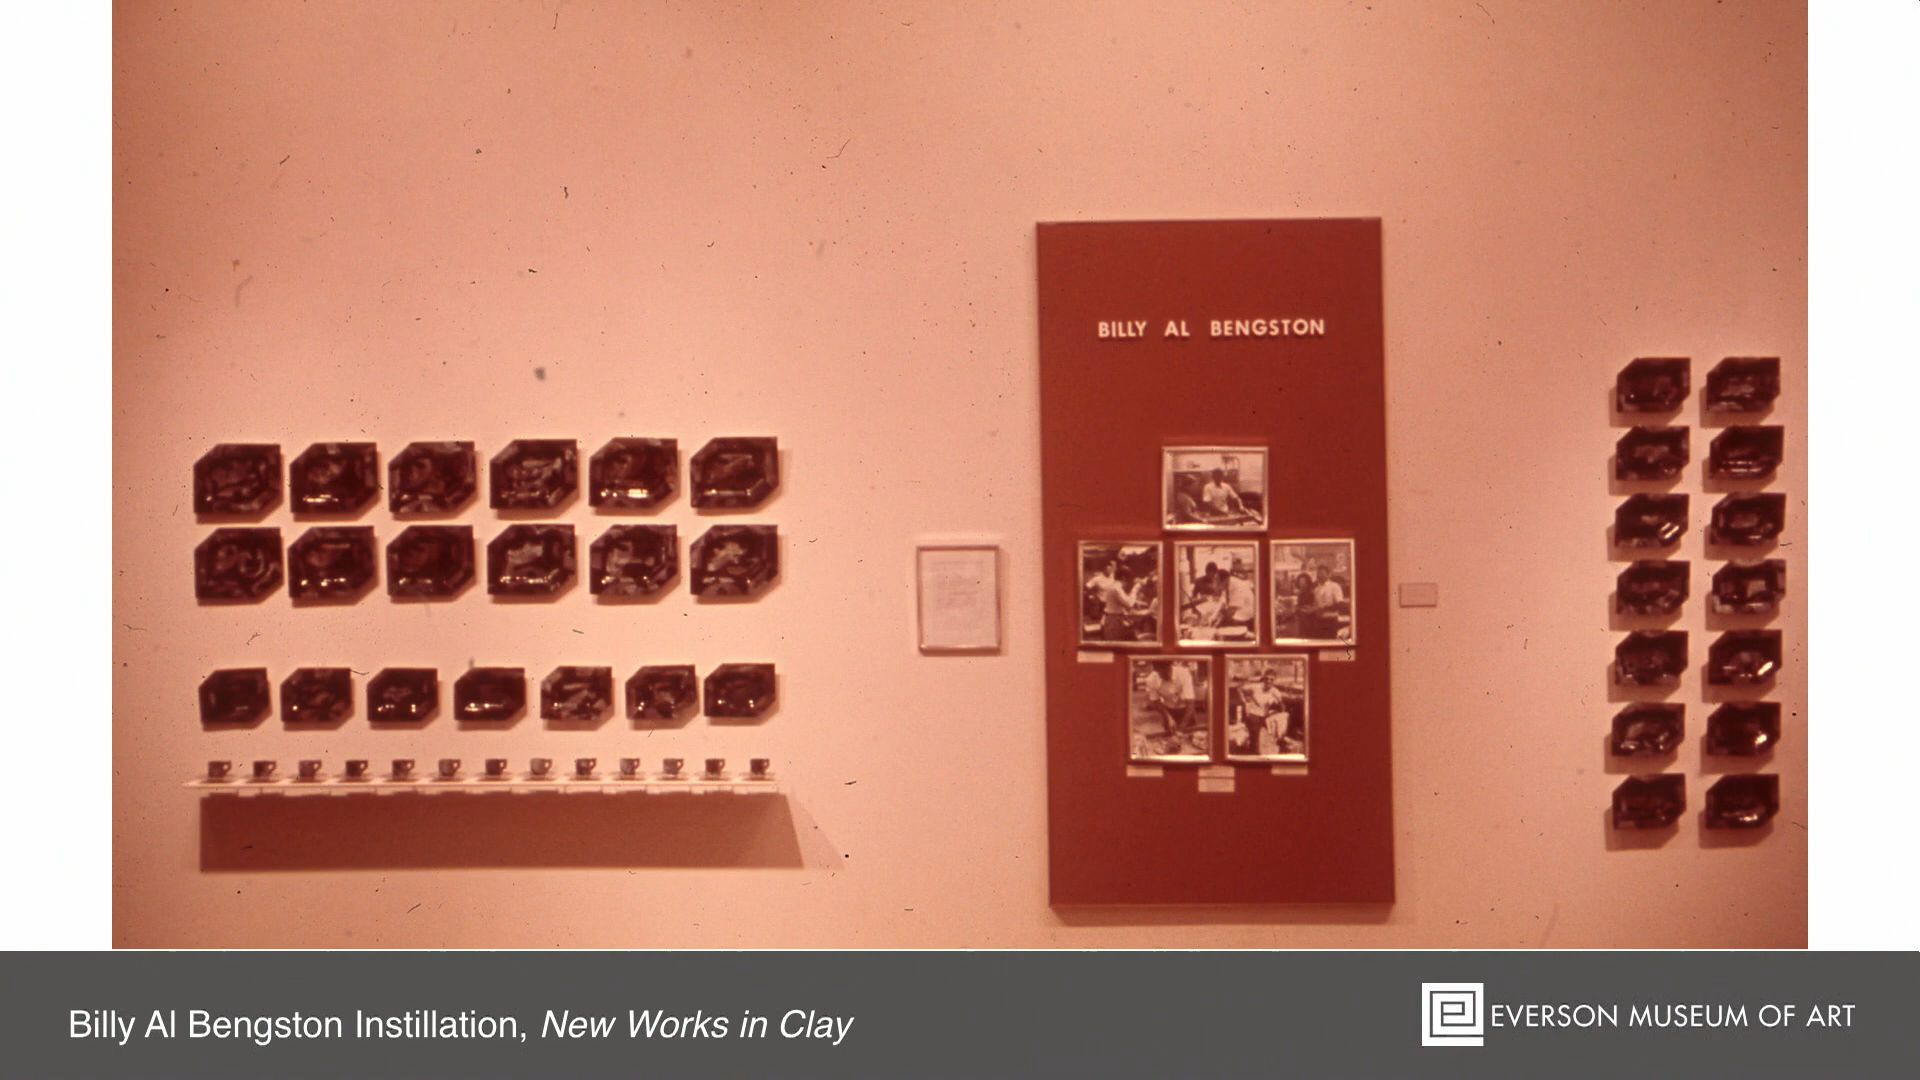 BILLY AL BENGSTON
Billy Al Bengston Instillation, New Works in Clay
EVERSON MUSEUM OF ART